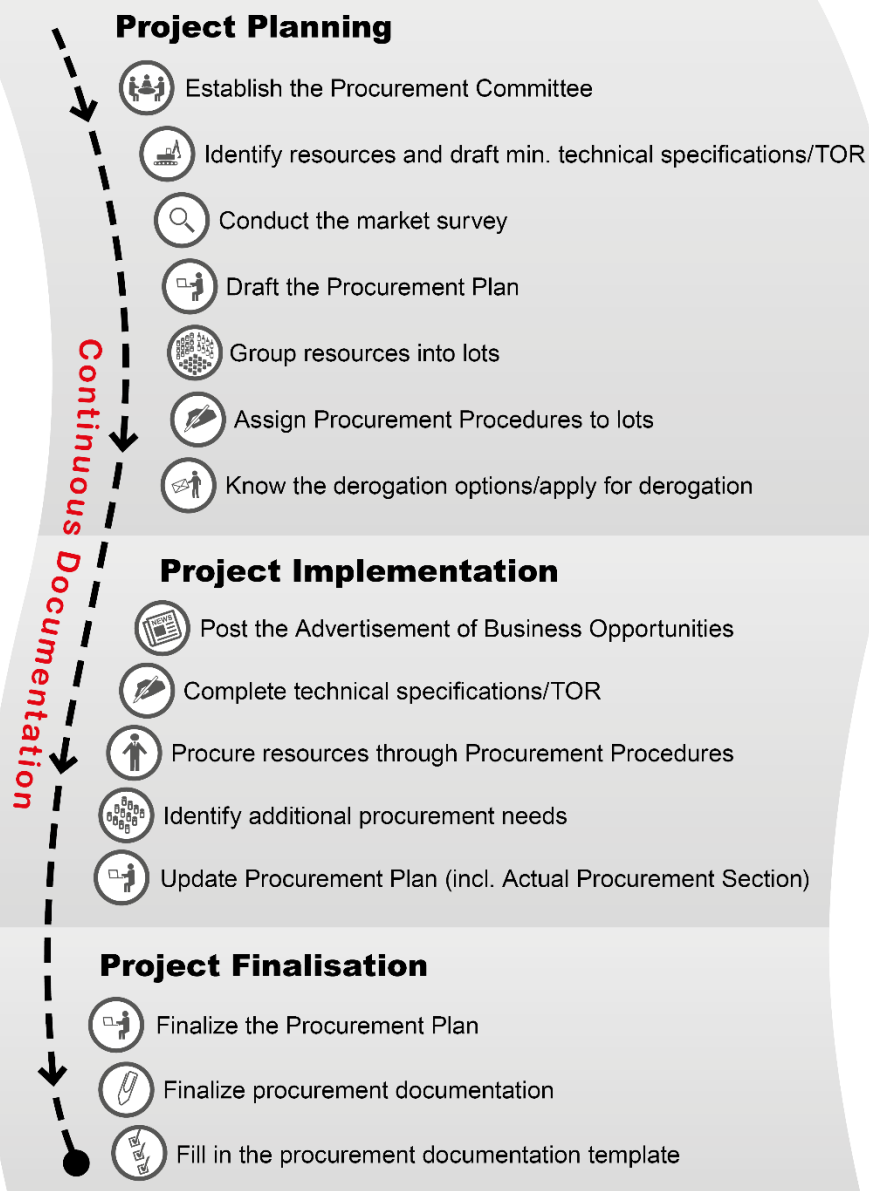 Project Planning
Establish the Procurement Committee
Identify resources and draft min. technical specifications/TOR
Conduct the market survey
Draft the Procurement Plan
Group resources into lots
Assign Procurement Procedures to lots
Know the derogation options/apply for derogation
Continuous Documentation
Project Implementation
NEWS
Post the Advertisement of Business Opportunities
Complete technical specifications/TOR
Procure resources through Procurement Procedures
Identify additional procurement needs
Update Procurement Plan (incl. Actual Procurement Section)
Project Finalisation
Finalize the Procurement Plan
Finalize procurement documentation
Fill in the procurement documentation template